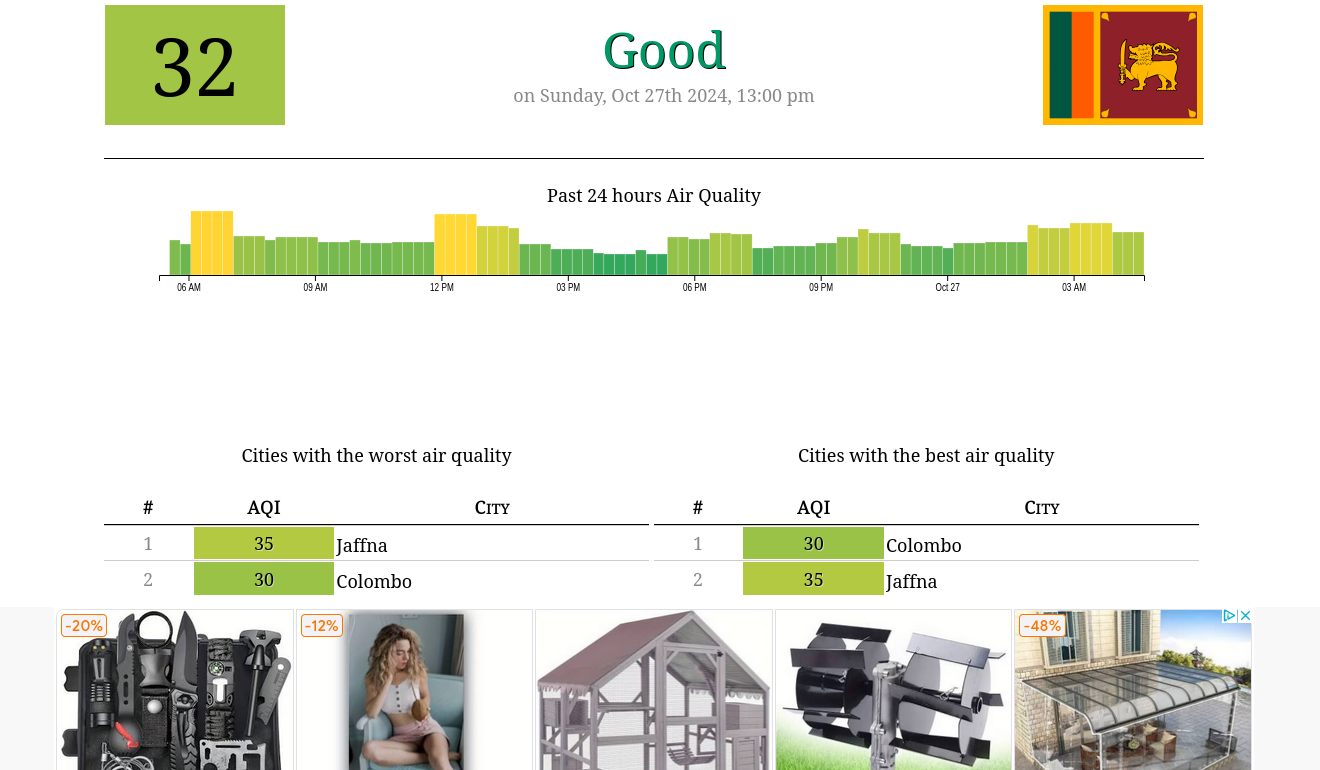 32
Good
on Sunday, Oct 27th 2024, 13:00 pm
Past 24 hours Air Quality
06 AM 09 AM 12 PM 03 PM 06 PM 09 PM Oct 27 03 AM
Cities with the worst air quality
# AQI City
1 35 Jaffna
2 30 Colombo
Cities with the best air quality
# AQI City
1 30 Colombo
2 35 Jaffna
-20% -12% -48%